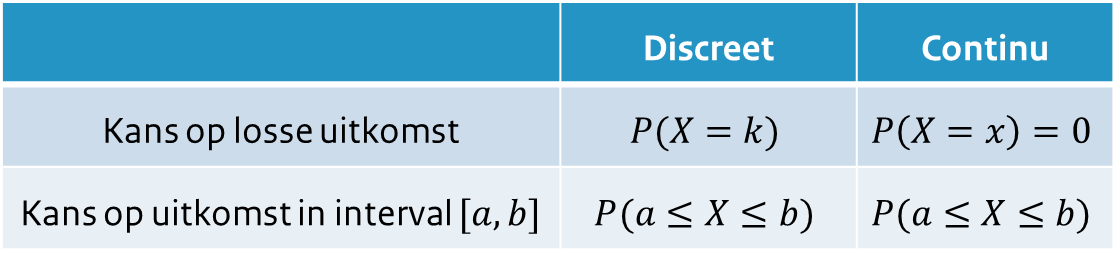 Discreet Continu
Kans op losse uitkomst P(X = k) P(X = x) = 0
Kans op uitkomst in interval [a, b] P(a ≤ X ≤ b) P(a ≤ X ≤ b)